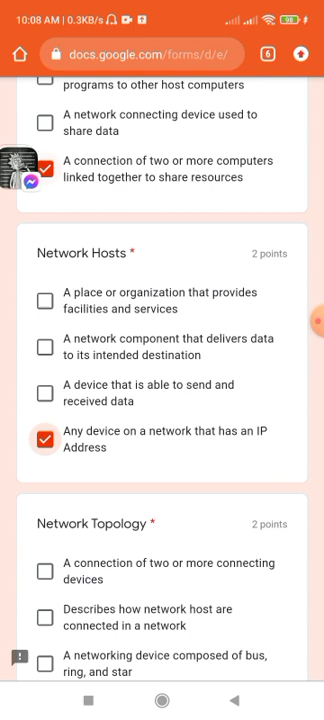 10:08 AM | 0.3KB/s
98
docs.google.com/forms/d/e/
6
programs to other host computers
A network connecting device used to
share data
A connection of two or more computers
linked together to share resources
Network Hosts *
2 points
A place or organization that provides
facilities and services
A network component that delivers data
to its intended destination
A device that is able to send and
received data
Any device on a network that has an IP
Address
Network Topology *
2 points
A connection of two or more connecting
devices
Describes how network host are
connected in a network
A networking device composed of bus,
ring, and star